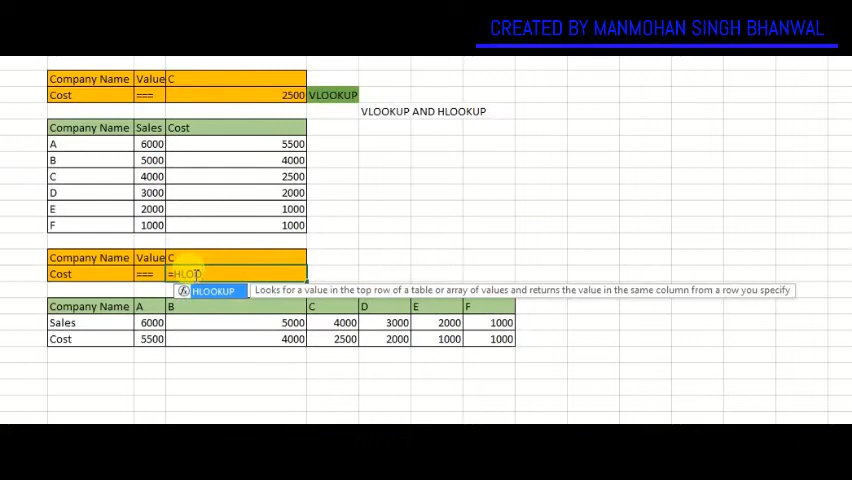 CREATED BY MANMOHAN SINGH BHANWAL
Company Name Value C
Cost === 2500 VLOOKUP
VLOOKUP AND HLOOKUP
Company Name Sales Cost
A 6000 5500
B 5000 4000
C 4000 2500
D 3000 2000
E 2000 1000
F 1000 1000
Company Name Value C
Cost === =HLOO
fx HLOOKUP Looks for a value in the top row of a table or array of values and returns the value in the same column from a row you specify
Company Name A B C D E F
Sales 6000 5000 4000 3000 2000 1000
Cost 5500 4000 2500 2000 1000 1000